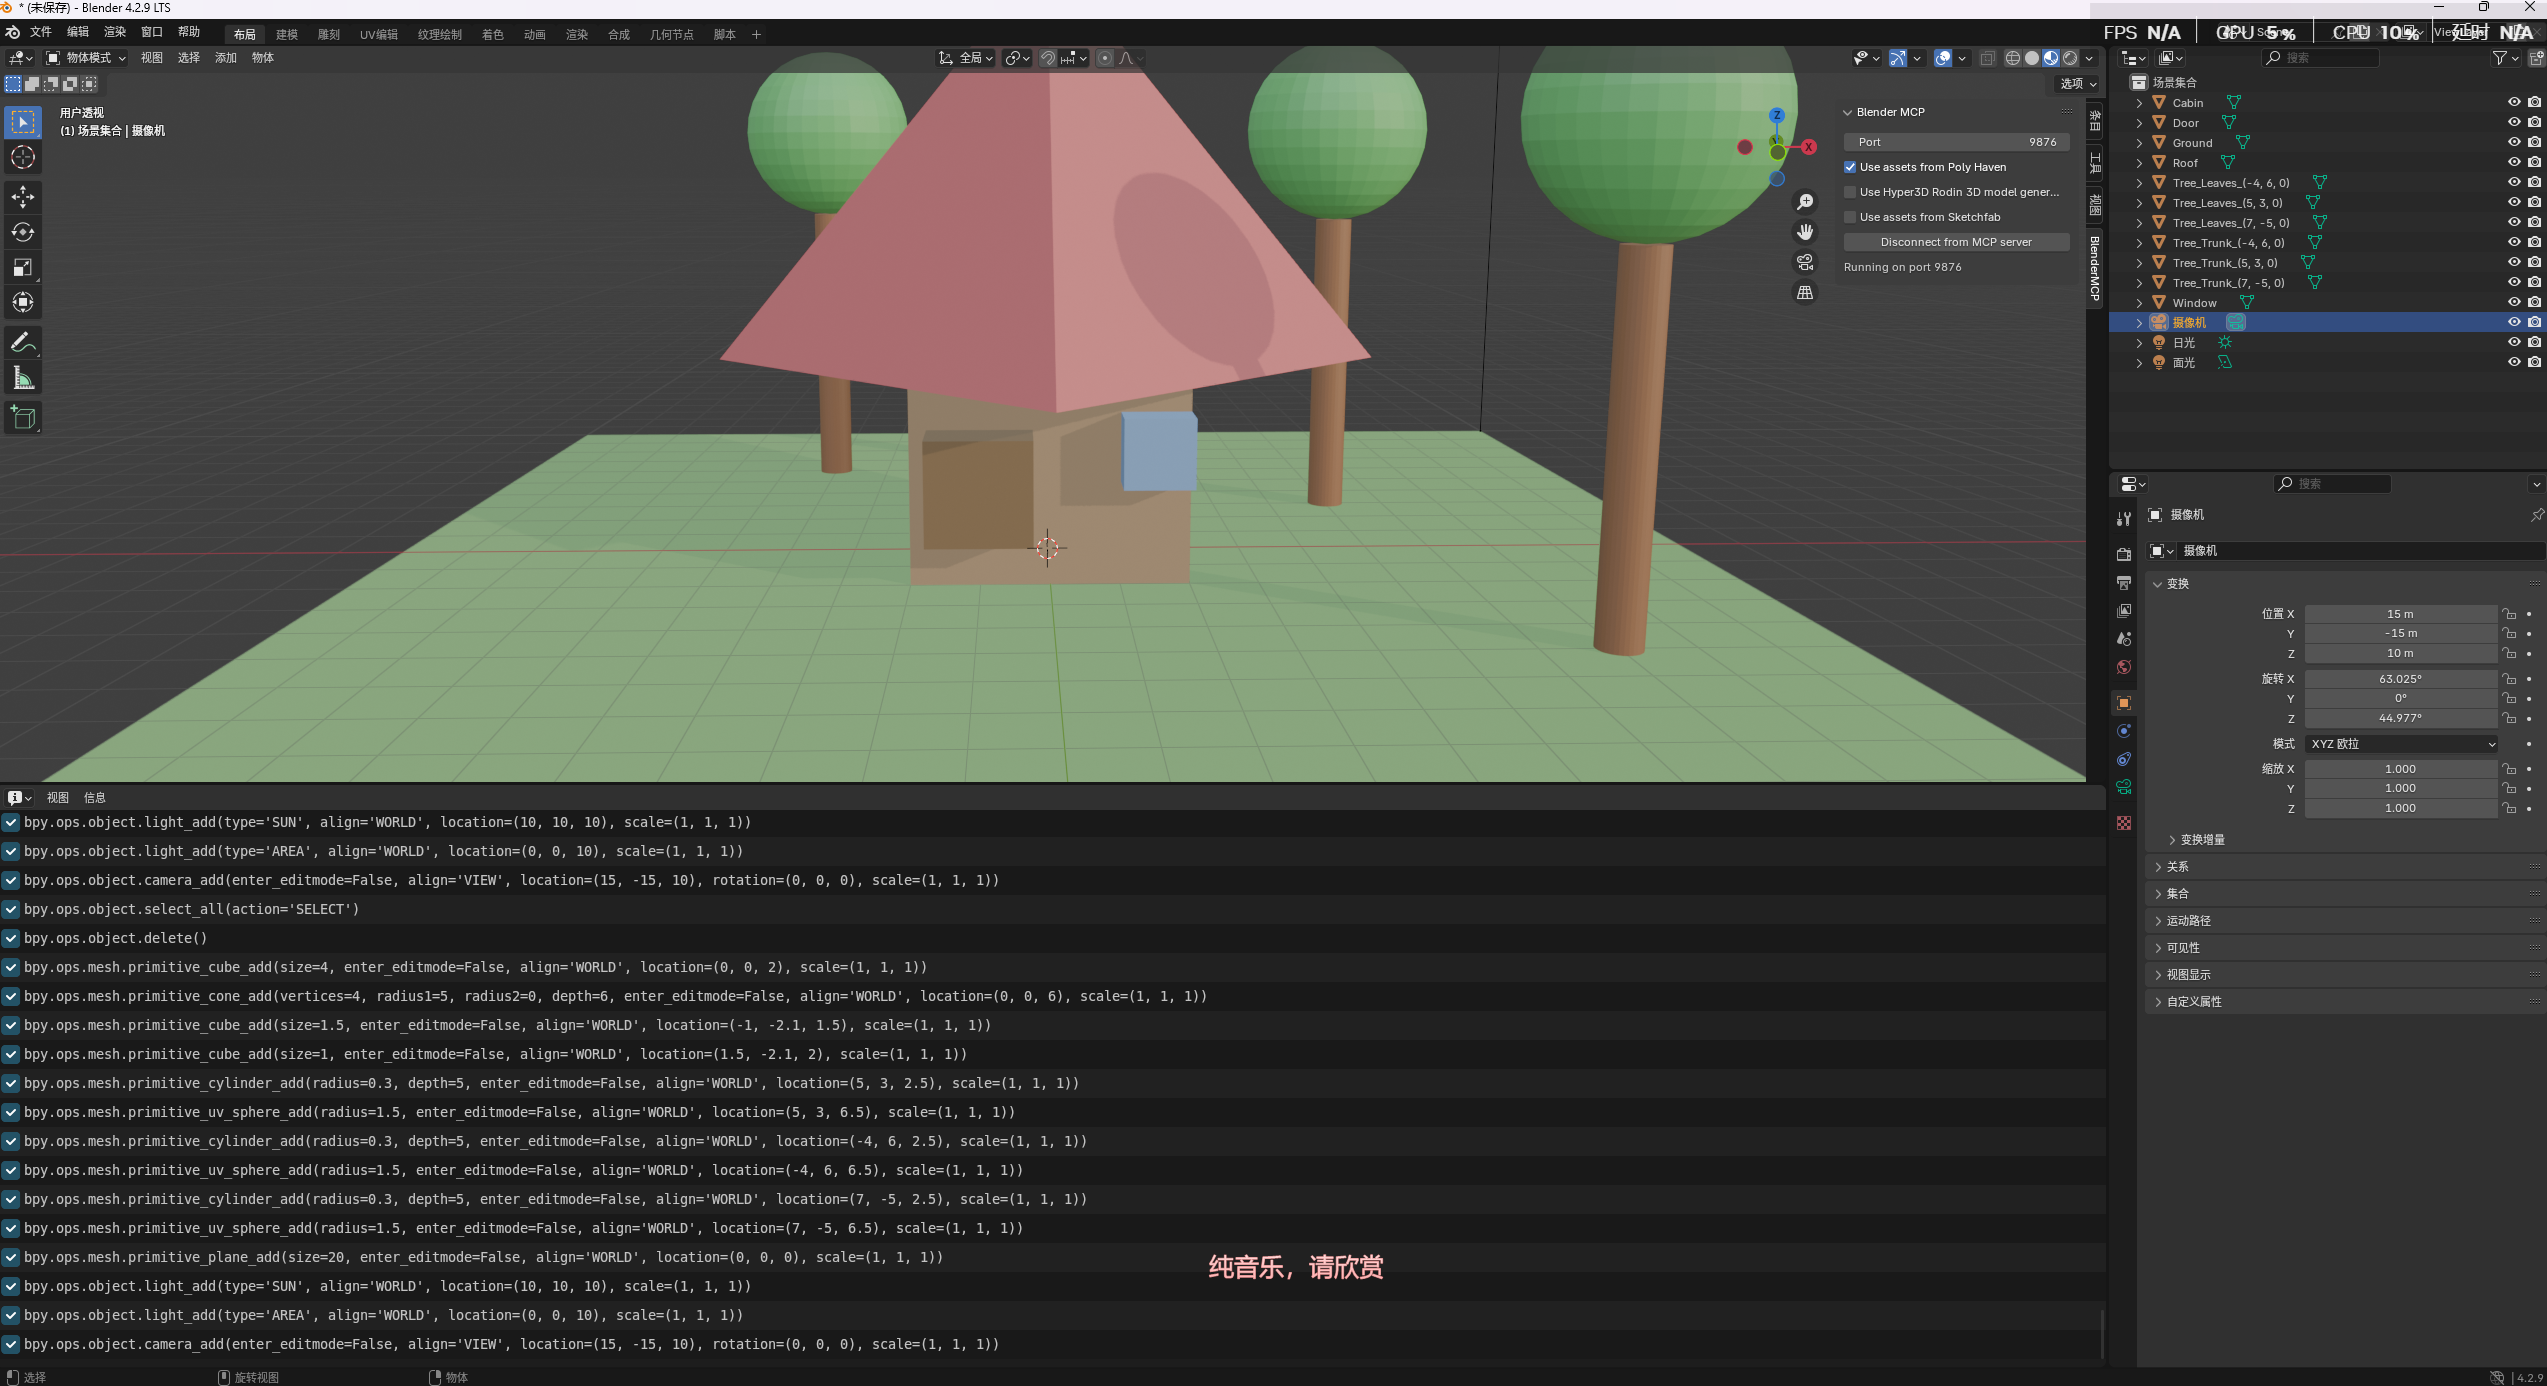 * (未保存) - Blender 4.2.9 LTS
文件 编辑 渲染 窗口 帮助 布局 建模 雕刻 UV编辑 纹理绘制 着色 动画 渲染 合成 几何节点 脚本 +
FPS N/A GPU 5% CPU 10% 延时 N/A
物体模式 视图 选择 添加 物体 全局 搜索
选项
用户透视
(1) 场景集合 | 摄像机
Z
X
Blender MCP
Port 9876
Use assets from Poly Haven
Use Hyper3D Rodin 3D model gener...
Use assets from Sketchfab
Disconnect from MCP server
Running on port 9876
条目
工具
视图
BlenderMCP
场景集合
Cabin
Door
Ground
Roof
Tree_Leaves_(-4, 6, 0)
Tree_Leaves_(5, 3, 0)
Tree_Leaves_(7, -5, 0)
Tree_Trunk_(-4, 6, 0)
Tree_Trunk_(5, 3, 0)
Tree_Trunk_(7, -5, 0)
Window
摄像机
日光
面光
搜索
摄像机
摄像机
变换
位置 X 15 m
Y -15 m
Z 10 m
旋转 X 63.025°
Y 0°
Z 44.977°
模式 XYZ 欧拉
缩放 X 1.000
Y 1.000
Z 1.000
变换增量
关系
集合
运动路径
可见性
视图显示
自定义属性
视图 信息
bpy.ops.object.light_add(type='SUN', align='WORLD', location=(10, 10, 10), scale=(1, 1, 1))
bpy.ops.object.light_add(type='AREA', align='WORLD', location=(0, 0, 10), scale=(1, 1, 1))
bpy.ops.object.camera_add(enter_editmode=False, align='VIEW', location=(15, -15, 10), rotation=(0, 0, 0), scale=(1, 1, 1))
bpy.ops.object.select_all(action='SELECT')
bpy.ops.object.delete()
bpy.ops.mesh.primitive_cube_add(size=4, enter_editmode=False, align='WORLD', location=(0, 0, 2), scale=(1, 1, 1))
bpy.ops.mesh.primitive_cone_add(vertices=4, radius1=5, radius2=0, depth=6, enter_editmode=False, align='WORLD', location=(0, 0, 6), scale=(1, 1, 1))
bpy.ops.mesh.primitive_cube_add(size=1.5, enter_editmode=False, align='WORLD', location=(-1, -2.1, 1.5), scale=(1, 1, 1))
bpy.ops.mesh.primitive_cube_add(size=1, enter_editmode=False, align='WORLD', location=(1.5, -2.1, 2), scale=(1, 1, 1))
bpy.ops.mesh.primitive_cylinder_add(radius=0.3, depth=5, enter_editmode=False, align='WORLD', location=(5, 3, 2.5), scale=(1, 1, 1))
bpy.ops.mesh.primitive_uv_sphere_add(radius=1.5, enter_editmode=False, align='WORLD', location=(5, 3, 6.5), scale=(1, 1, 1))
bpy.ops.mesh.primitive_cylinder_add(radius=0.3, depth=5, enter_editmode=False, align='WORLD', location=(-4, 6, 2.5), scale=(1, 1, 1))
bpy.ops.mesh.primitive_uv_sphere_add(radius=1.5, enter_editmode=False, align='WORLD', location=(-4, 6, 6.5), scale=(1, 1, 1))
bpy.ops.mesh.primitive_cylinder_add(radius=0.3, depth=5, enter_editmode=False, align='WORLD', location=(7, -5, 2.5), scale=(1, 1, 1))
bpy.ops.mesh.primitive_uv_sphere_add(radius=1.5, enter_editmode=False, align='WORLD', location=(7, -5, 6.5), scale=(1, 1, 1))
bpy.ops.mesh.primitive_plane_add(size=20, enter_editmode=False, align='WORLD', location=(0, 0, 0), scale=(1, 1, 1))
bpy.ops.object.light_add(type='SUN', align='WORLD', location=(10, 10, 10), scale=(1, 1, 1))
bpy.ops.object.light_add(type='AREA', align='WORLD', location=(0, 0, 10), scale=(1, 1, 1))
bpy.ops.object.camera_add(enter_editmode=False, align='VIEW', location=(15, -15, 10), rotation=(0, 0, 0), scale=(1, 1, 1))
纯音乐，请欣赏
选择 旋转视图 物体 4.2.9